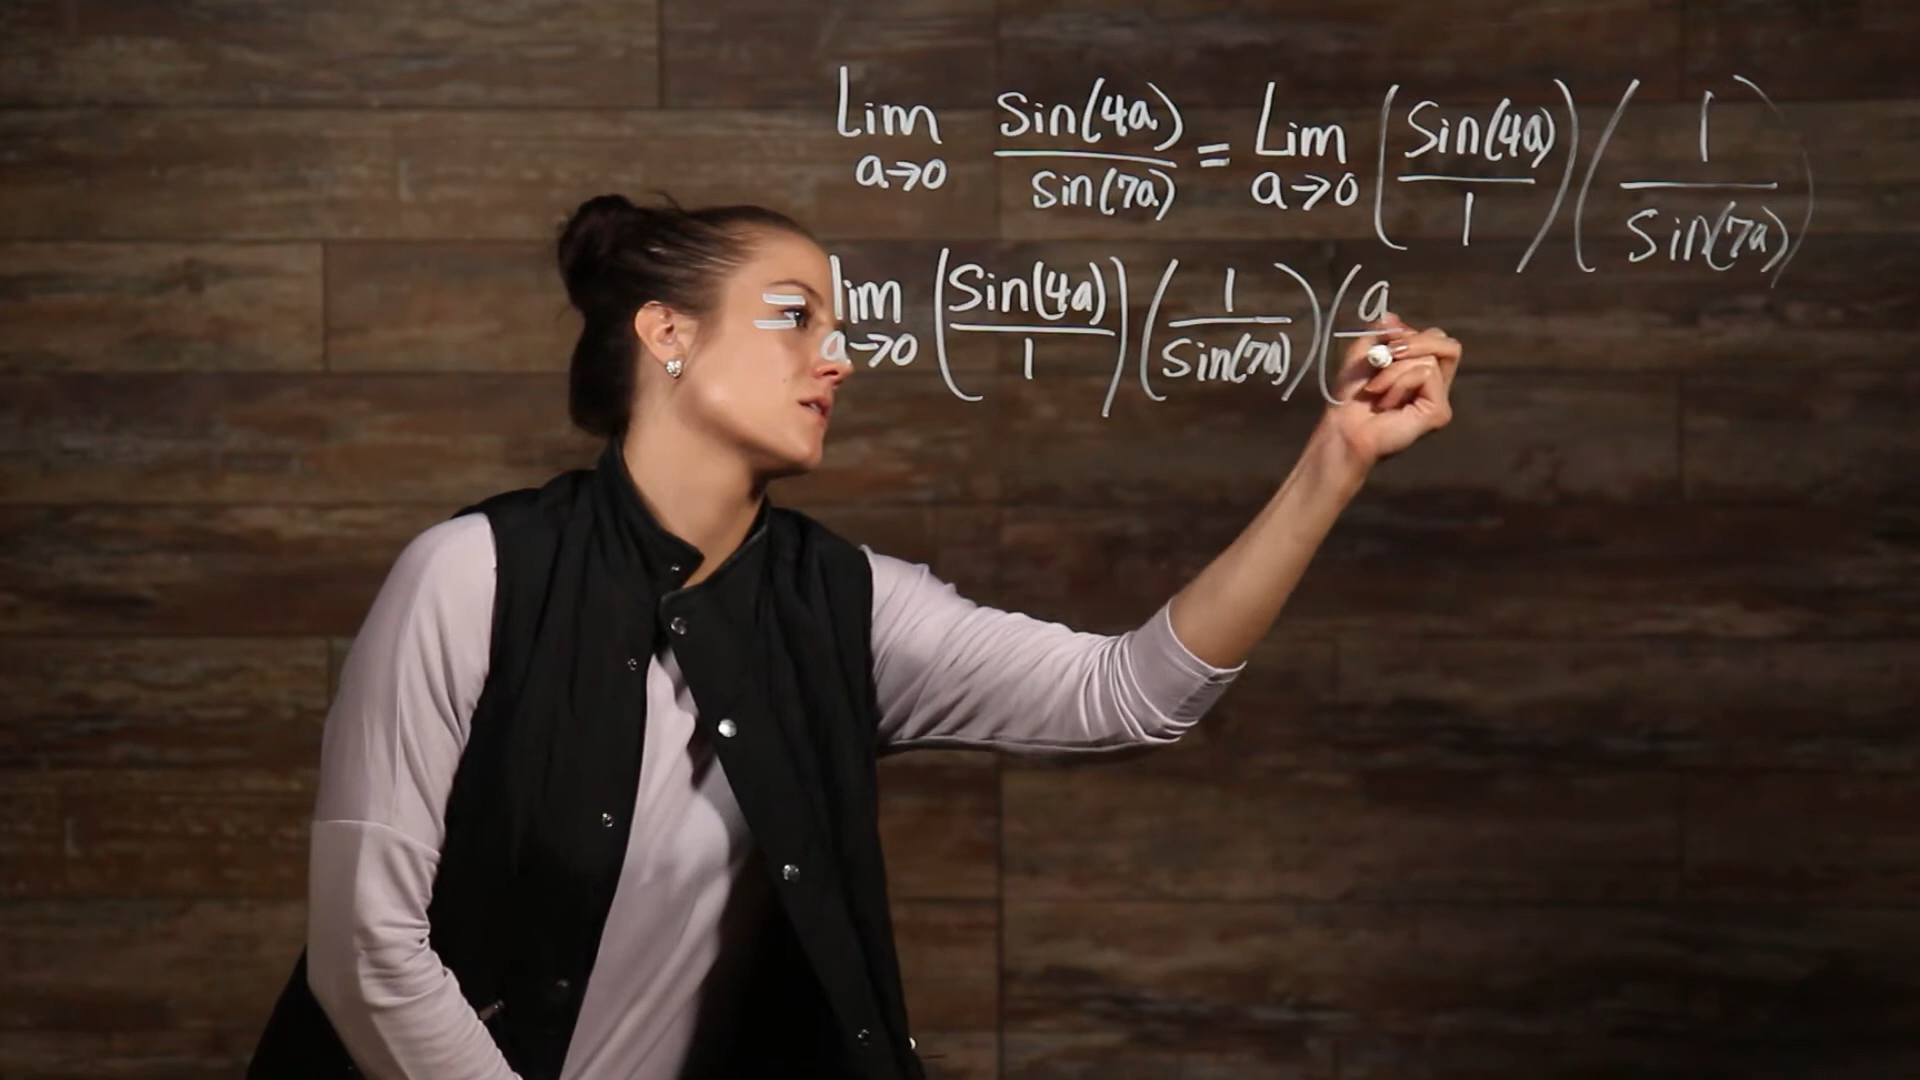 Lim a→0 sin(4a)/sin(7a) = Lim a→0 (sin(4a)/1)(1/sin(7a))
= lim a→0 (sin(4a)/1)(1/sin(7a))(a/